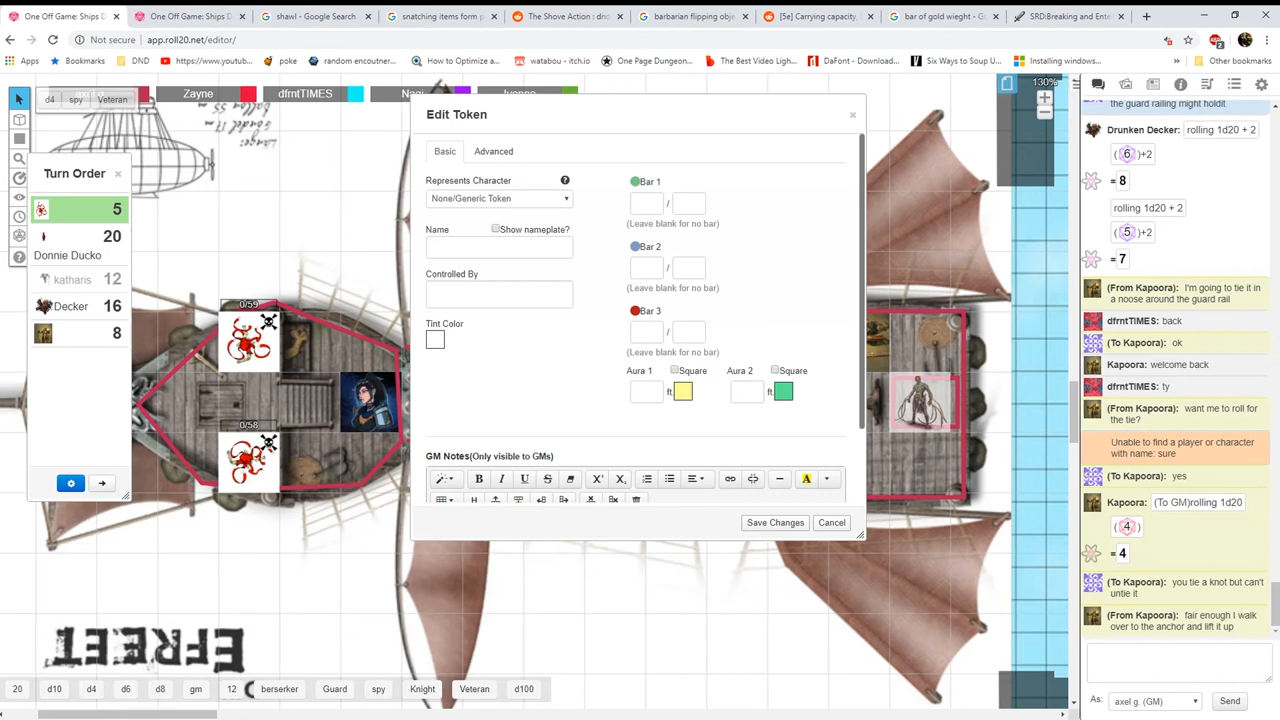 One Off Game: Ships D
One Off Game: Ships D
shawl - Google Search
snatching items form p
The Shove Action : dnd
barbarian flipping obje
[5e] Carrying capacity,
bar of gold wieght - G
SRD:Breaking and Ente
Not secure | app.roll20.net/editor/
Apps
Bookmarks
DND
https://www.youtube...
poke
random encoutner...
How to Optimize a...
watabou - itch.io
One Page Dungeon...
The Best Video Ligh...
DaFont - Downloa...
Six Ways to Soup U...
Installing windows...
Other bookmarks
d4 spy Veteran
Zayne
dfmtTIMES
130%
Turn Order
5
20
Donnie Ducko
katharis 12
Decker 16
8
0/59
0/58
EFREET
Edit Token
Basic
Advanced
Represents Character
None/Generic Token
Name
Show nameplate?
Controlled By
Tint Color
Bar 1
/
(Leave blank for no bar)
Bar 2
/
(Leave blank for no bar)
Bar 3
/
(Leave blank for no bar)
Aura 1 Square
Aura 2 Square
ft.
ft.
GM Notes(Only visible to GMs)
Save Changes
Cancel
20 d10 d4 d6 d8 gm 12 berserker Guard spy Knight Veteran d100
the guard railing might holdit
Drunken Decker: rolling 1d20 + 2
(6)+2
= 8
rolling 1d20 + 2
(5)+2
= 7
(From Kapoora): I'm going to tie it
in a noose around the guard rail
dfrntTIMES: back
(To Kapoora): ok
Kapoora: welcome back
dfrntTIMES: ty
(From Kapoora): want me to roll for
the tie?
Unable to find a player or character
with name: sure
(To Kapoora): yes
Kapoora: (To GM)rolling 1d20
(4)
= 4
(To Kapoora): you tie a knot but can't
untie it
(From Kapoora): fair enough I walk
over to the anchor and lift it up
As: axel g. (GM)
Send